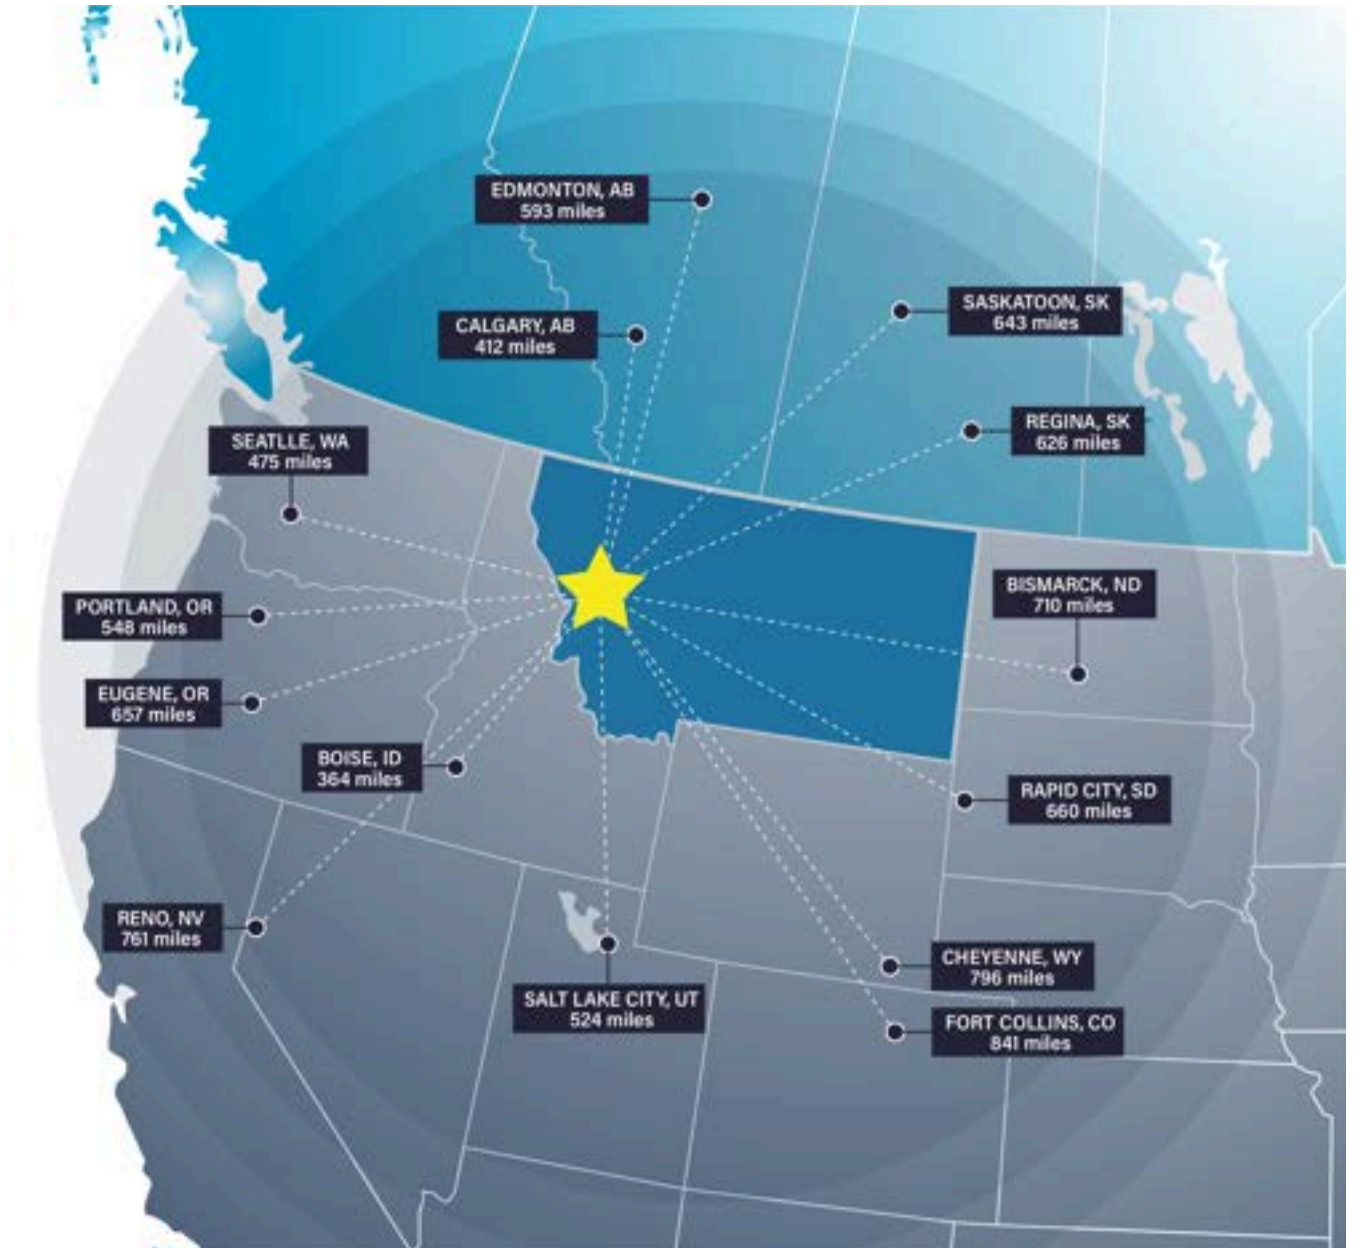 EDMONTON, AB
593 miles
SASKATOON, SK
643 miles
CALGARY, AB
412 miles
REGINA, SK
626 miles
SEATLLE, WA
475 miles
BISMARCK, ND
710 miles
PORTLAND, OR
548 miles
EUGENE, OR
657 miles
BOISE, ID
364 miles
RAPID CITY, SD
660 miles
RENO, NV
761 miles
CHEYENNE, WY
796 miles
SALT LAKE CITY, UT
524 miles
FORT COLLINS, CO
841 miles